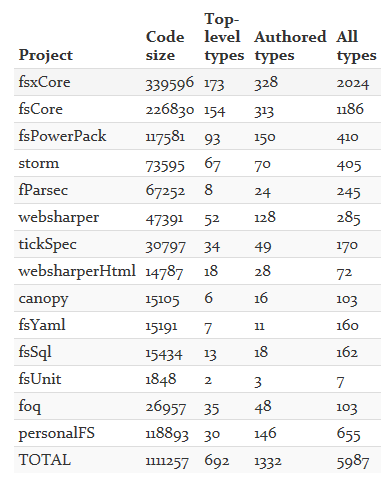 Top-
Code level Authored All
Project size types types types
fsxCore 339596 173 328 2024
fsCore 226830 154 313 1186
fsPowerPack 117581 93 150 410
storm 73595 67 70 405
fParsec 67252 8 24 245
websharper 47391 52 128 285
tickSpec 30797 34 49 170
websharperHtml 14787 18 28 72
canopy 15105 6 16 103
fsYaml 15191 7 11 160
fsSql 15434 13 18 162
fsUnit 1848 2 3 7
foq 26957 35 48 103
personalFS 118893 30 146 655
TOTAL 1111257 692 1332 5987